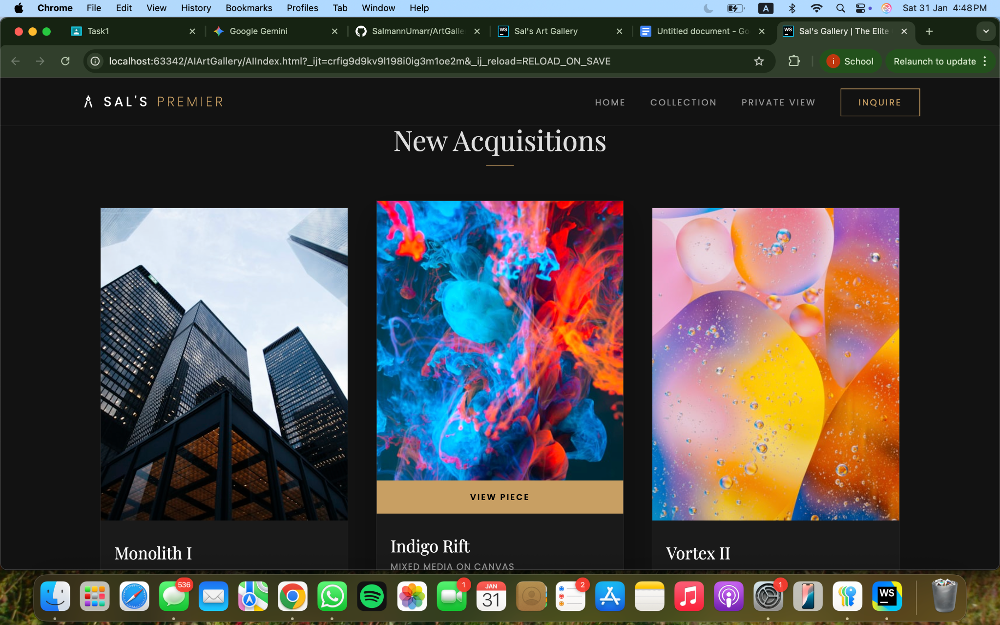 Chrome File Edit View History Bookmarks Profiles Tab Window Help A Sat 31 Jan 4:48 PM
Task1 Google Gemini SalmannUmarr/ArtGalle WS Sal's Art Gallery Untitled document - Go WS Sal's Gallery | The Elite
localhost:63342/AIArtGallery/AIIndex.html?_ijt=crfig9d9kv9l198i0ig3m1oe2m&_ij_reload=RELOAD_ON_SAVE i School Relaunch to update
SAL'S PREMIER HOME COLLECTION PRIVATE VIEW INQUIRE
New Acquisitions
VIEW PIECE
Monolith I Indigo Rift Vortex II
MIXED MEDIA ON CANVAS
536 1 JAN 31 2 1 WS